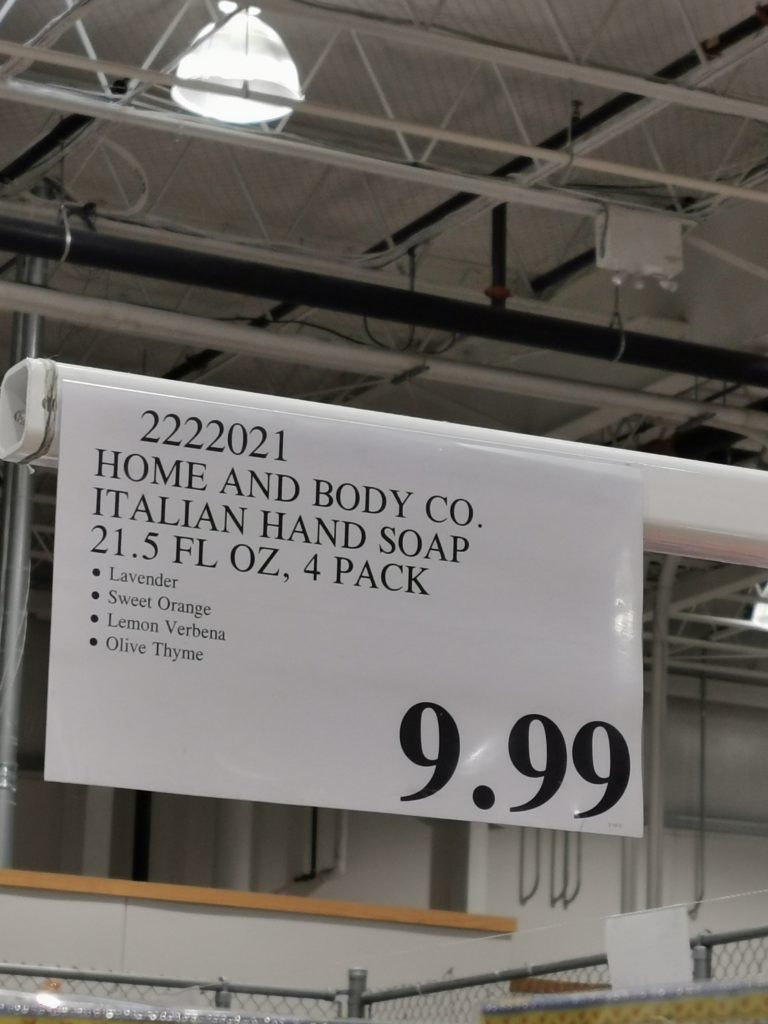 2222021
HOME AND BODY CO.
ITALIAN HAND SOAP
21.5 FL OZ, 4 PACK
• Lavender
• Sweet Orange
• Lemon Verbena
• Olive Thyme
9.99